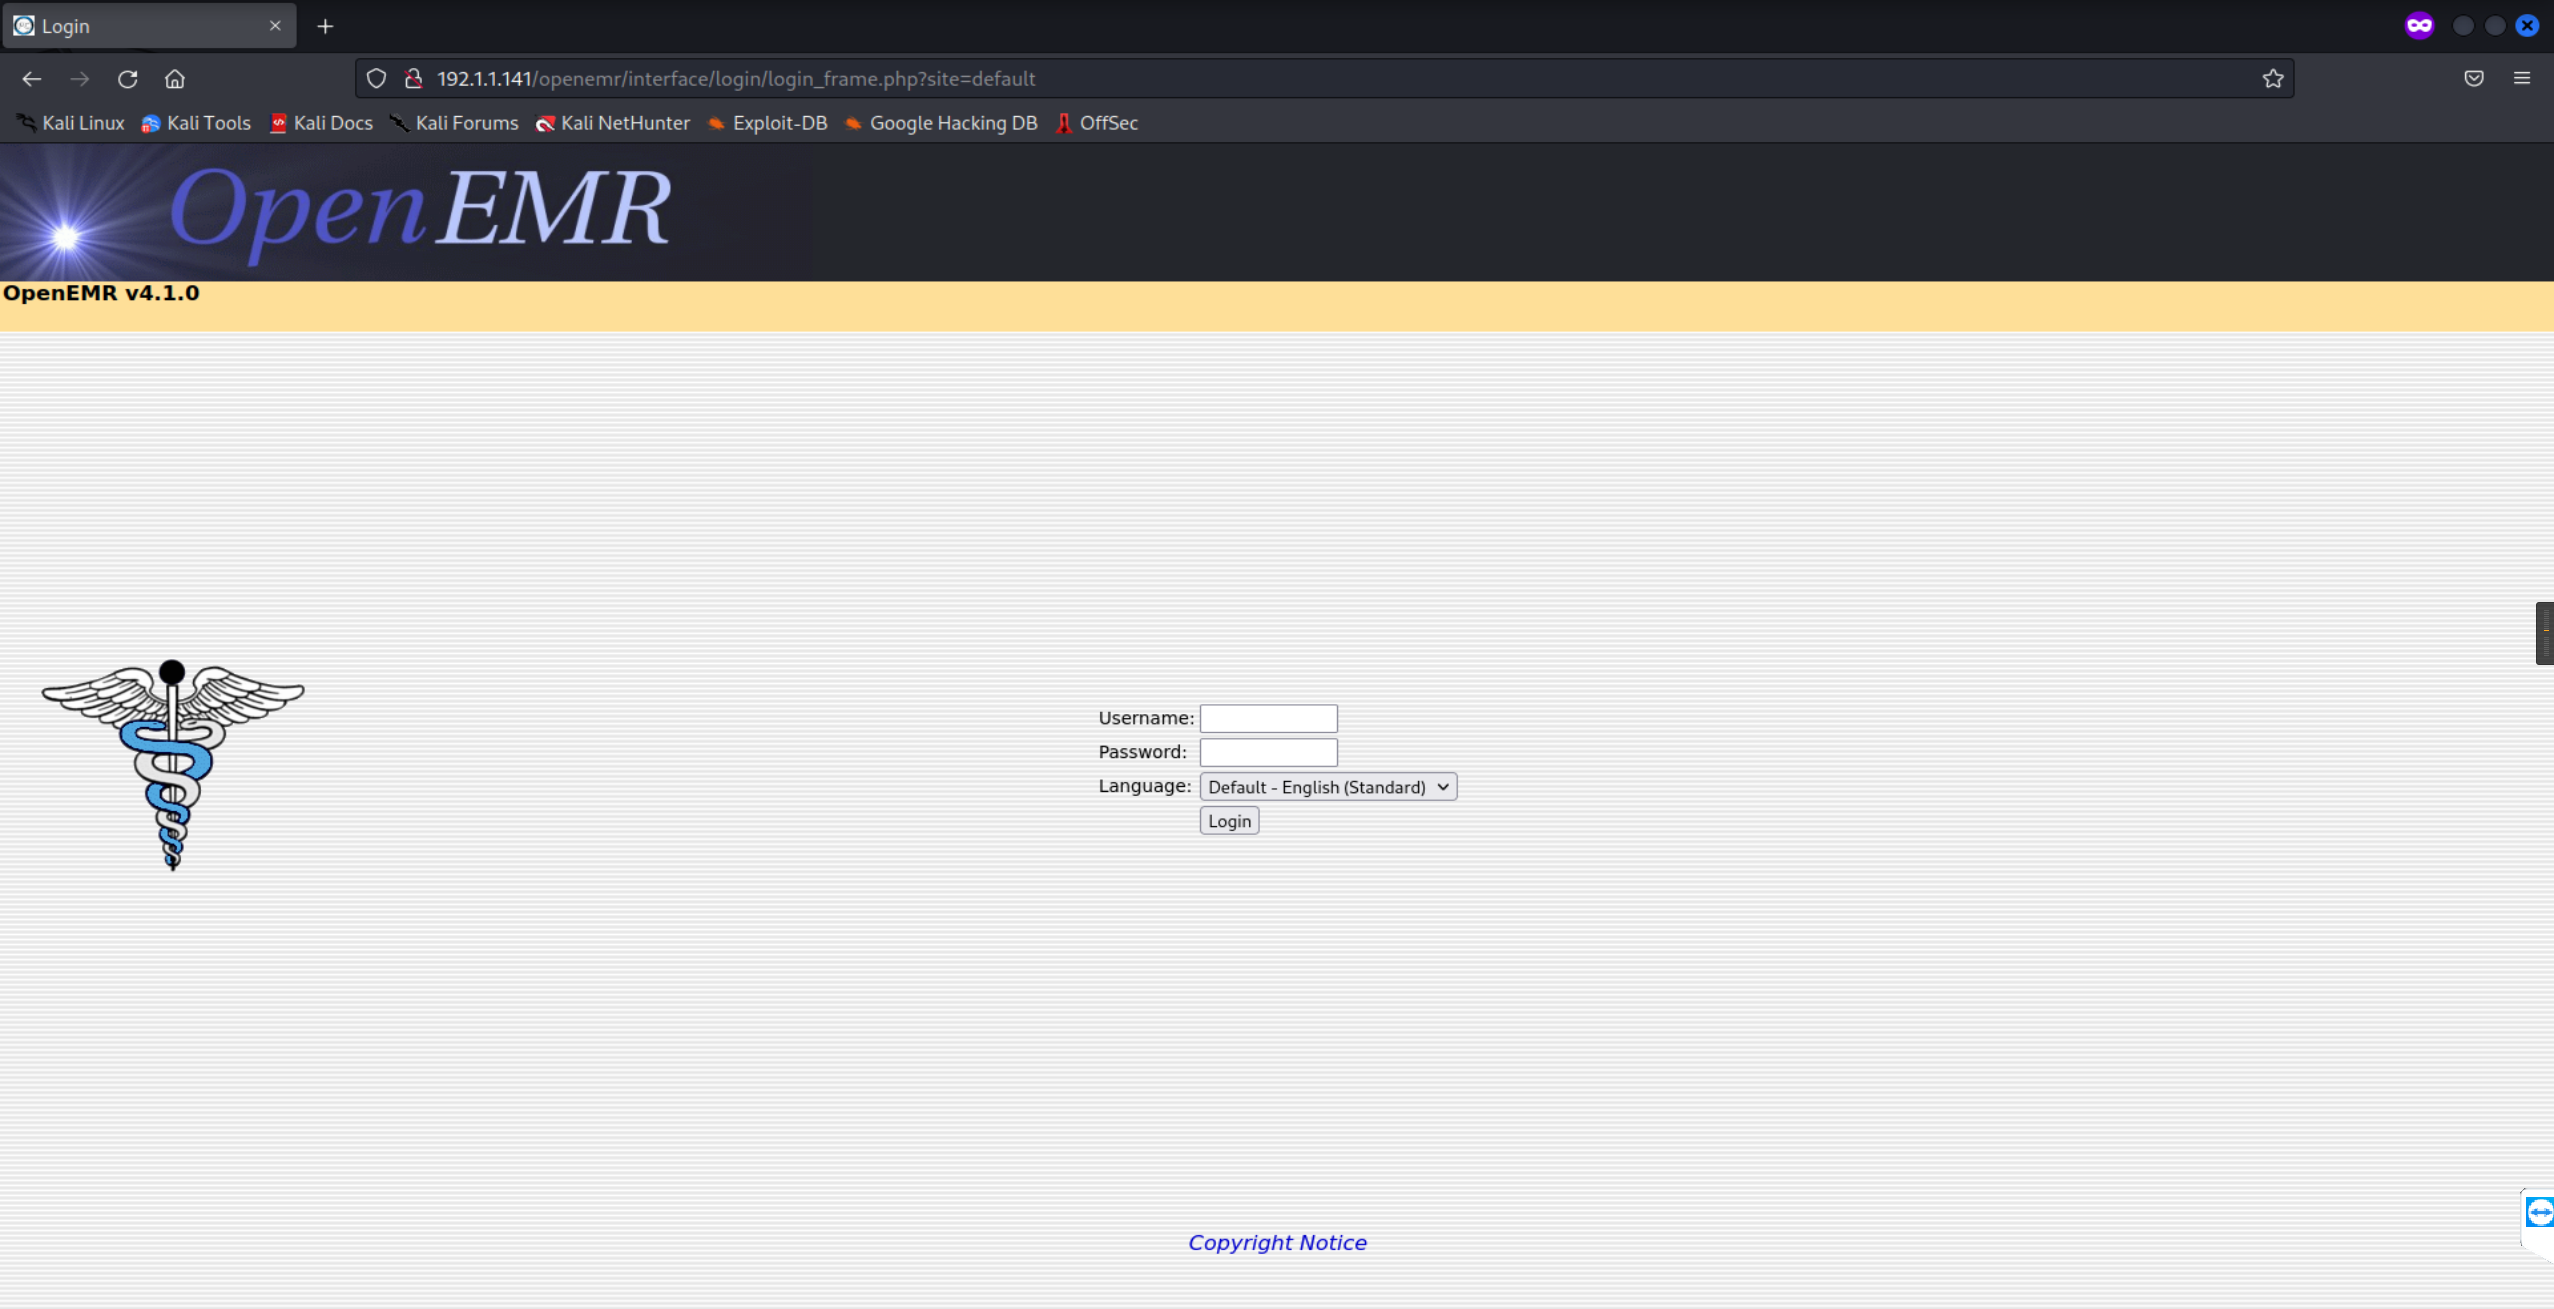 Login
192.1.1.141/openemr/interface/login/login_frame.php?site=default
Kali Linux Kali Tools Kali Docs Kali Forums Kali NetHunter Exploit-DB Google Hacking DB OffSec
OpenEMR
OpenEMR v4.1.0
Username:
Password:
Language: Default - English (Standard)
Login
Copyright Notice